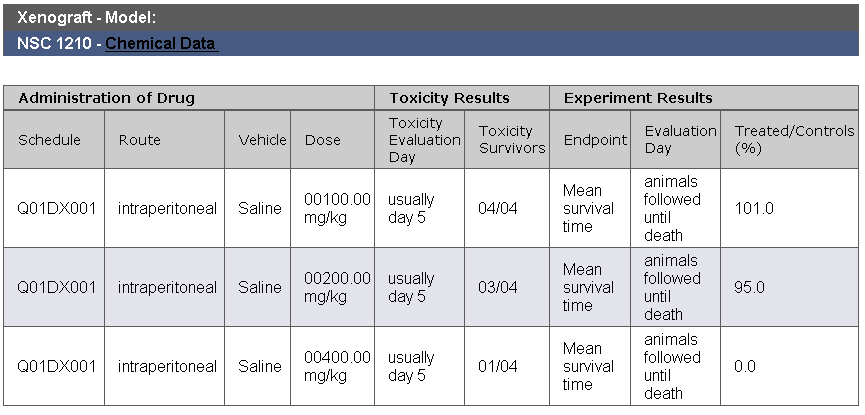 Xenograft - Model:
NSC 1210 - Chemical Data
Administration of Drug Toxicity Results Experiment Results
Schedule Route Vehicle Dose Toxicity Evaluation Day Toxicity Survivors Endpoint Evaluation Day Treated/Controls (%)
Q01DX001 intraperitoneal Saline 00100.00 mg/kg usually day 5 04/04 Mean survival time animals followed until death 101.0
Q01DX001 intraperitoneal Saline 00200.00 mg/kg usually day 5 03/04 Mean survival time animals followed until death 95.0
Q01DX001 intraperitoneal Saline 00400.00 mg/kg usually day 5 01/04 Mean survival time animals followed until death 0.0